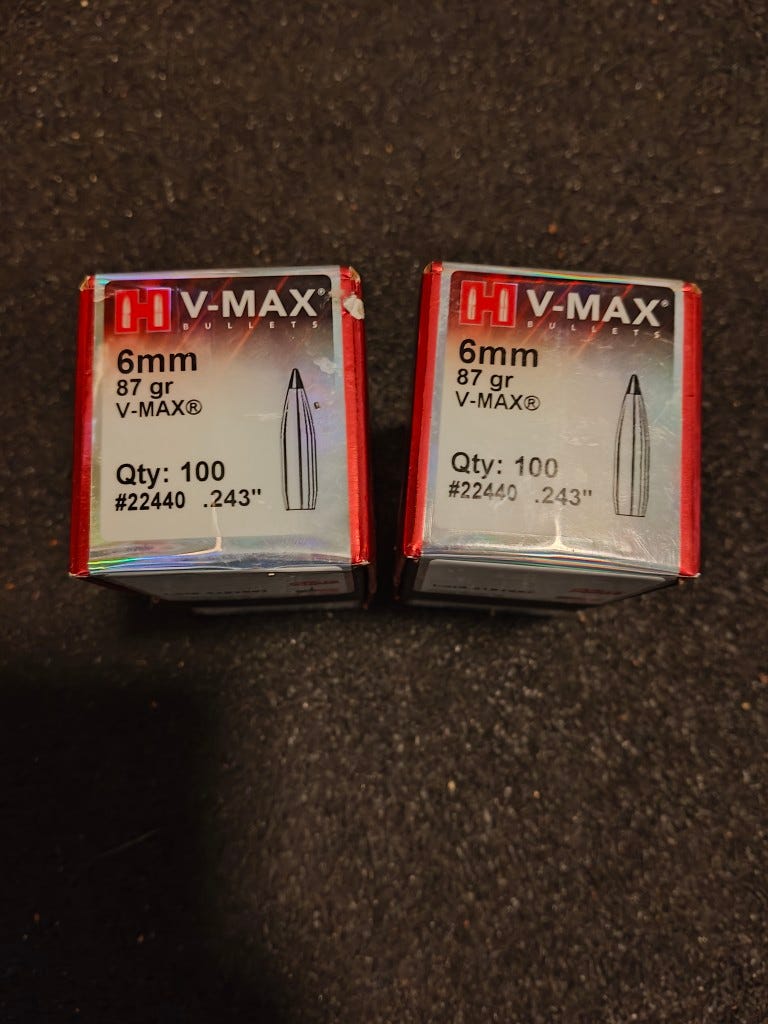 H V-MAX®
BULLETS
6mm
87 gr
V-MAX®
Qty: 100
#22440 .243"
H V-MAX®
BULLETS
6mm
87 gr
V-MAX®
Qty: 100
#22440 .243"